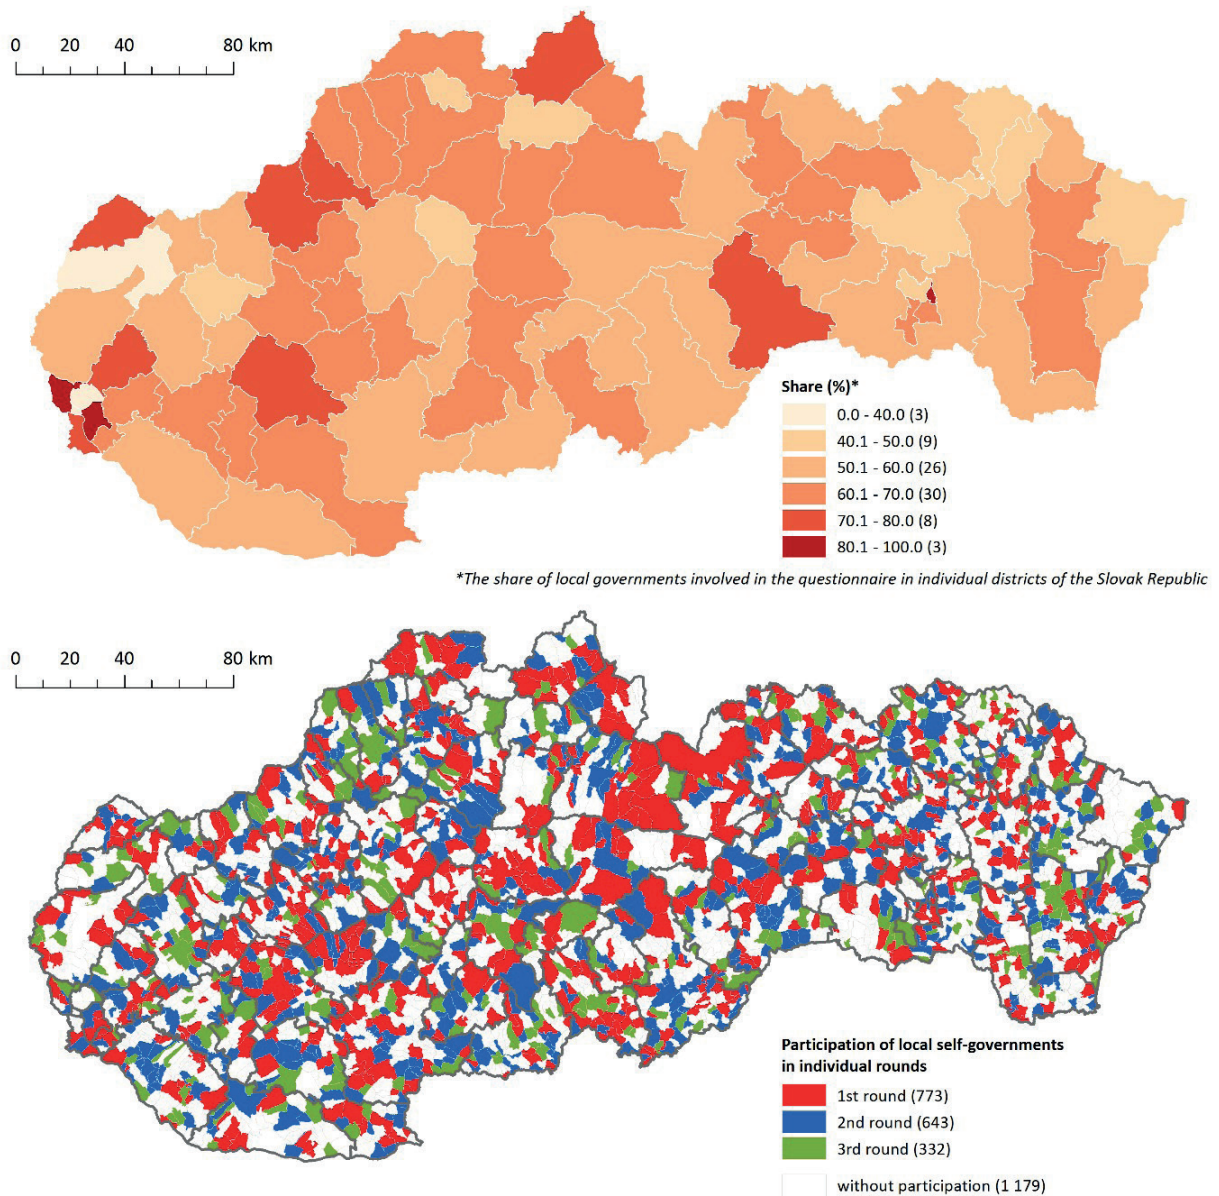 0 20 40 80 km
Share (%)*
0.0 - 40.0 (3)
40.1 - 50.0 (9)
50.1 - 60.0 (26)
60.1 - 70.0 (30)
70.1 - 80.0 (8)
80.1 - 100.0 (3)
*The share of local governments involved in the questionnaire in individual districts of the Slovak Republic
0 20 40 80 km
Participation of local self-governments
in individual rounds
1st round (773)
2nd round (643)
3rd round (332)
without participation (1 179)